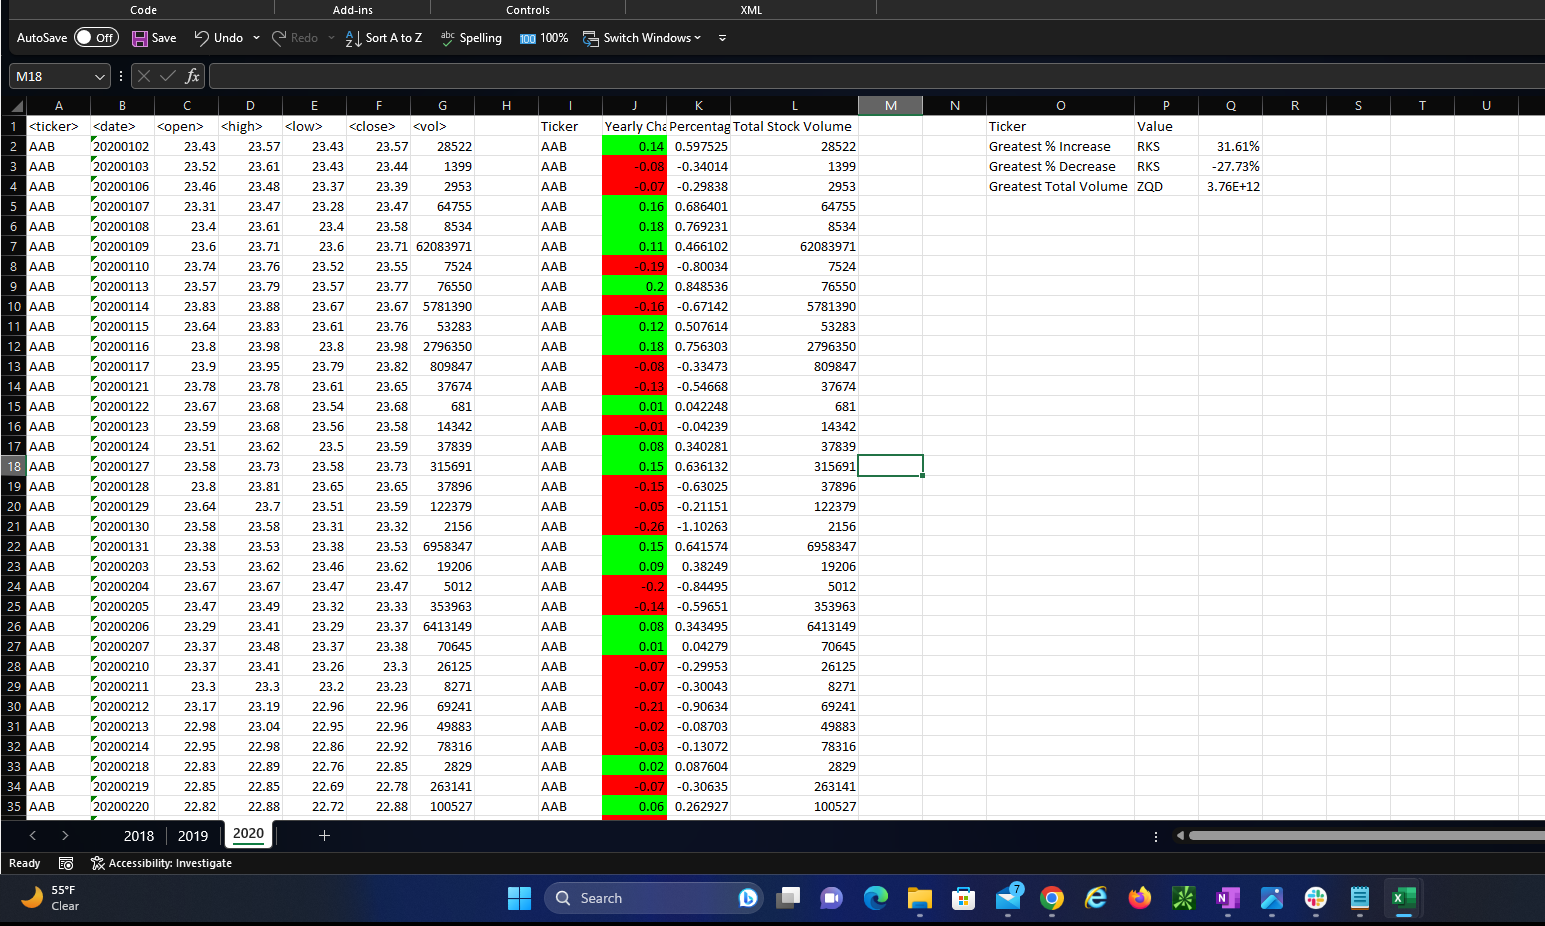 Code Add-ins Controls XML
AutoSave Off Save Undo Redo Sort A to Z abc Spelling 100 100% Switch Windows
M18 fx
A B C D E F G H I J K L M N O P Q R S T U
1 <ticker> <date> <open> <high> <low> <close> <vol> Ticker Yearly Cha Percentag Total Stock Volume Ticker Value
2 AAB 20200102 23.43 23.57 23.43 23.57 28522 AAB 0.14 0.597525 28522 Greatest % Increase RKS 31.61%
3 AAB 20200103 23.52 23.61 23.43 23.44 1399 AAB -0.08 -0.34014 1399 Greatest % Decrease RKS -27.73%
4 AAB 20200106 23.46 23.48 23.37 23.39 2953 AAB -0.07 -0.29838 2953 Greatest Total Volume ZQD 3.76E+12
5 AAB 20200107 23.31 23.47 23.28 23.47 64755 AAB 0.16 0.686401 64755
6 AAB 20200108 23.4 23.61 23.4 23.58 8534 AAB 0.18 0.769231 8534
7 AAB 20200109 23.6 23.71 23.6 23.71 62083971 AAB 0.11 0.466102 62083971
8 AAB 20200110 23.74 23.76 23.52 23.55 7524 AAB -0.19 -0.80034 7524
9 AAB 20200113 23.57 23.79 23.57 23.77 76550 AAB 0.2 0.848536 76550
10 AAB 20200114 23.83 23.88 23.67 23.67 5781390 AAB -0.16 -0.67142 5781390
11 AAB 20200115 23.64 23.83 23.61 23.76 53283 AAB 0.12 0.507614 53283
12 AAB 20200116 23.8 23.98 23.8 23.98 2796350 AAB 0.18 0.756303 2796350
13 AAB 20200117 23.9 23.95 23.79 23.82 809847 AAB -0.08 -0.33473 809847
14 AAB 20200121 23.78 23.78 23.61 23.65 37674 AAB -0.13 -0.54668 37674
15 AAB 20200122 23.67 23.68 23.54 23.68 681 AAB 0.01 0.042248 681
16 AAB 20200123 23.59 23.68 23.56 23.58 14342 AAB -0.01 -0.04239 14342
17 AAB 20200124 23.51 23.62 23.5 23.59 37839 AAB 0.08 0.340281 37839
18 AAB 20200127 23.58 23.73 23.58 23.73 315691 AAB 0.15 0.636132 315691
19 AAB 20200128 23.8 23.81 23.65 23.65 37896 AAB -0.15 -0.63025 37896
20 AAB 20200129 23.64 23.7 23.51 23.59 122379 AAB -0.05 -0.21151 122379
21 AAB 20200130 23.58 23.58 23.31 23.32 2156 AAB -0.26 -1.10263 2156
22 AAB 20200131 23.38 23.53 23.38 23.53 6958347 AAB 0.15 0.641574 6958347
23 AAB 20200203 23.53 23.62 23.46 23.62 19206 AAB 0.09 0.38249 19206
24 AAB 20200204 23.67 23.67 23.47 23.47 5012 AAB -0.2 -0.84495 5012
25 AAB 20200205 23.47 23.49 23.32 23.33 353963 AAB -0.14 -0.59651 353963
26 AAB 20200206 23.29 23.41 23.29 23.37 6413149 AAB 0.08 0.343495 6413149
27 AAB 20200207 23.37 23.48 23.37 23.38 70645 AAB 0.01 0.04279 70645
28 AAB 20200210 23.37 23.41 23.26 23.3 26125 AAB -0.07 -0.29953 26125
29 AAB 20200211 23.3 23.3 23.2 23.23 8271 AAB -0.07 -0.30043 8271
30 AAB 20200212 23.17 23.19 22.96 22.96 69241 AAB -0.21 -0.90634 69241
31 AAB 20200213 22.98 23.04 22.95 22.96 49883 AAB -0.02 -0.08703 49883
32 AAB 20200214 22.95 22.98 22.86 22.92 78316 AAB -0.03 -0.13072 78316
33 AAB 20200218 22.83 22.89 22.76 22.85 2829 AAB 0.02 0.087604 2829
34 AAB 20200219 22.85 22.85 22.69 22.78 263141 AAB -0.07 -0.30635 263141
35 AAB 20200220 22.82 22.88 22.72 22.88 100527 AAB 0.06 0.262927 100527
2018 2019 2020
Ready Accessibility: Investigate
55°F
Clear
Search
7